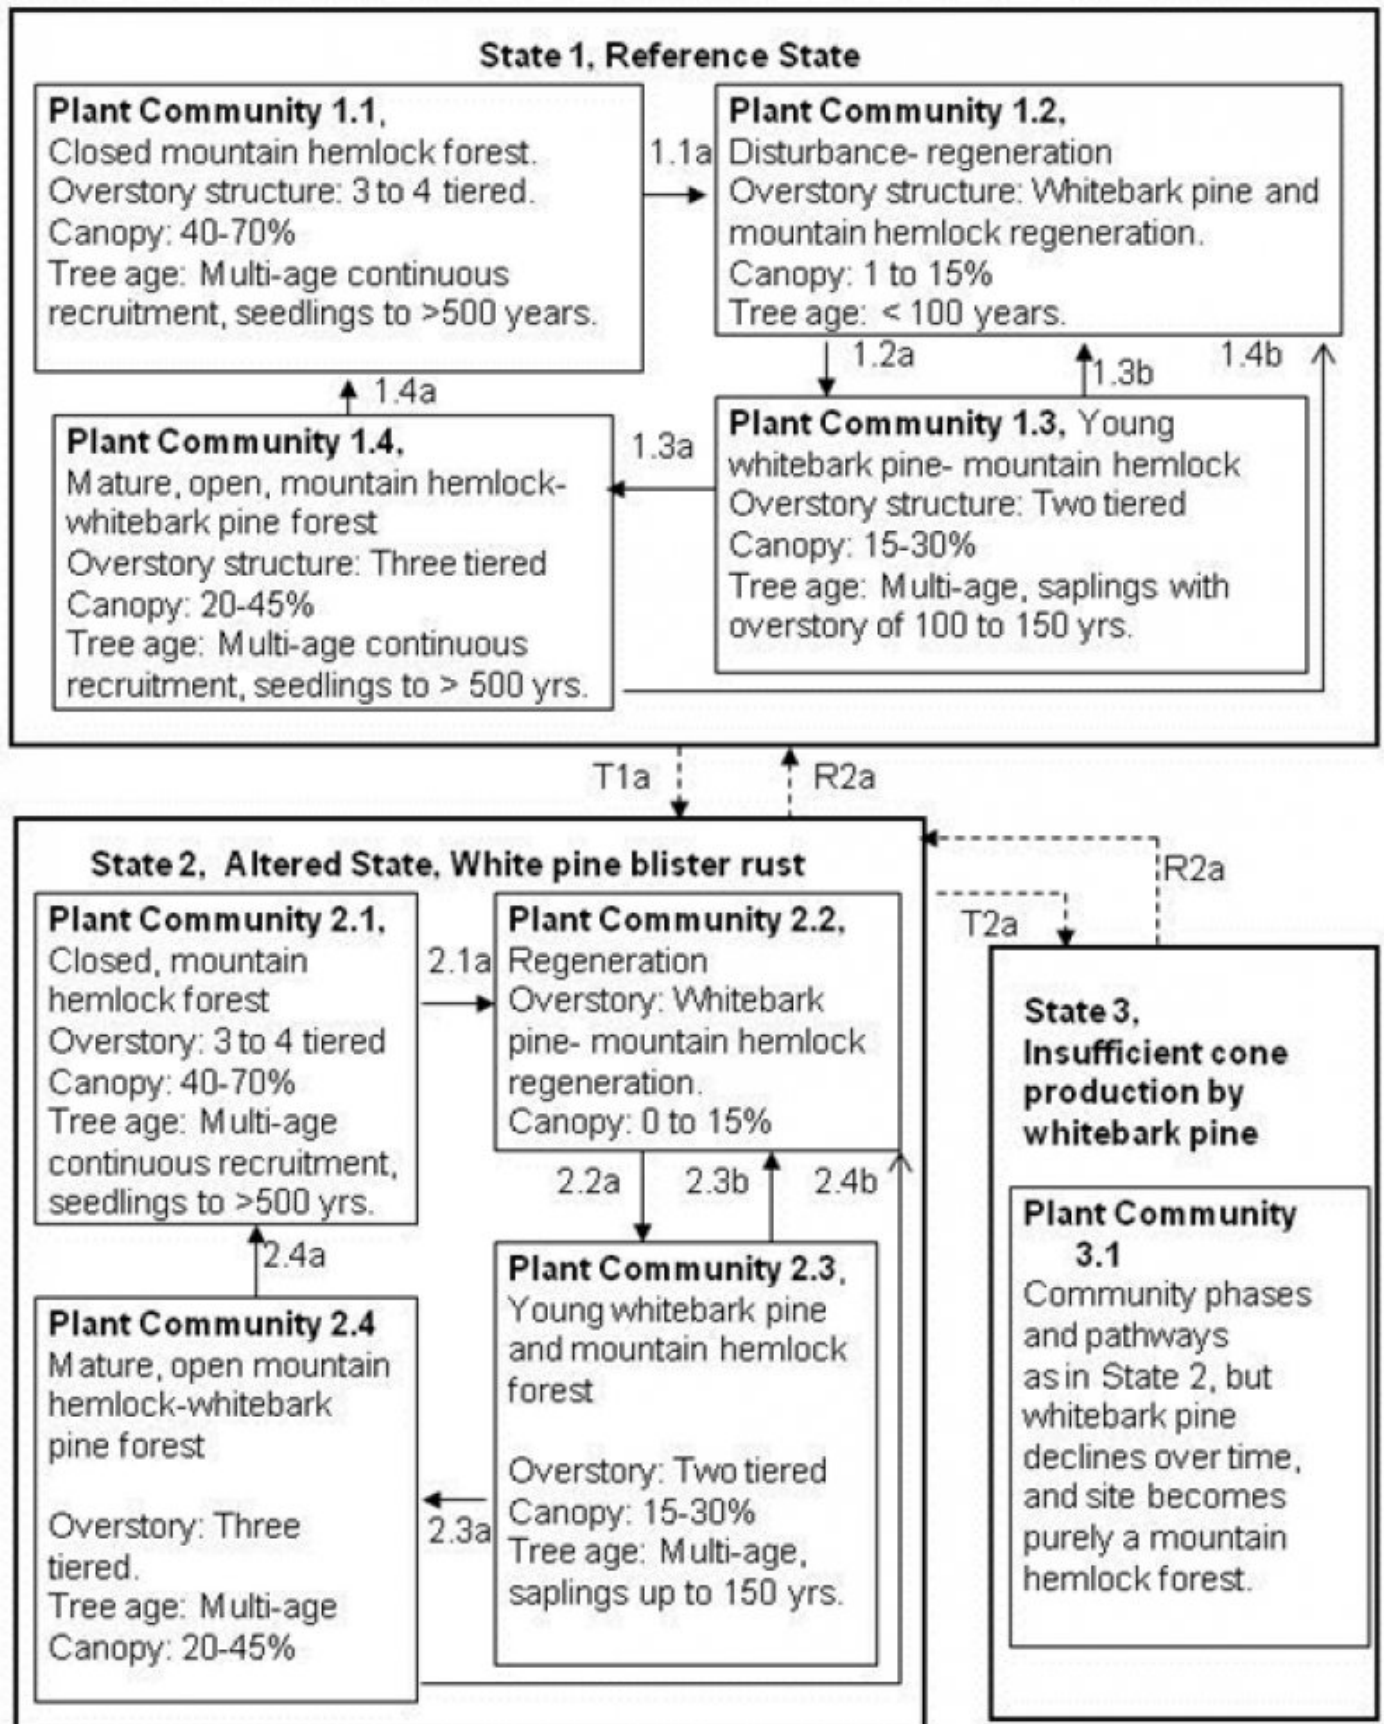 State 1, Reference State
Plant Community 1.1,
Closed mountain hemlock forest.
Overstory structure: 3 to 4 tiered.
Canopy: 40-70%
Tree age: Multi-age continuous
recruitment, seedlings to >500 years.
1.1a
Plant Community 1.2,
Disturbance- regeneration
Overstory structure: Whitebark pine and
mountain hemlock regeneration.
Canopy: 1 to 15%
Tree age: < 100 years.
1.2a
1.3b
1.4b
1.4a
Plant Community 1.4,
Mature, open, mountain hemlock-
whitebark pine forest
Overstory structure: Three tiered
Canopy: 20-45%
Tree age: Multi-age continuous
recruitment, seedlings to > 500 yrs.
1.3a
Plant Community 1.3, Young
whitebark pine- mountain hemlock
Overstory structure: Two tiered
Canopy: 15-30%
Tree age: Multi-age, saplings with
overstory of 100 to 150 yrs.
T1a
R2a
State 2, Altered State, White pine blister rust
Plant Community 2.1,
Closed, mountain
hemlock forest
Overstory: 3 to 4 tiered
Canopy: 40-70%
Tree age: Multi-age
continuous recruitment,
seedlings to >500 yrs.
2.1a
Plant Community 2.2,
Regeneration
Overstory: Whitebark
pine- mountain hemlock
regeneration.
Canopy: 0 to 15%
2.2a
2.3b
2.4b
2.4a
Plant Community 2.4
Mature, open mountain
hemlock-whitebark
pine forest
Overstory: Three
tiered.
Tree age: Multi-age
Canopy: 20-45%
2.3a
Plant Community 2.3,
Young whitebark pine
and mountain hemlock
forest
Overstory: Two tiered
Canopy: 15-30%
Tree age: Multi-age,
saplings up to 150 yrs.
R2a
T2a
State 3,
Insufficient cone
production by
whitebark pine
Plant Community
3.1
Community phases
and pathways
as in State 2, but
whitebark pine
declines over time,
and site becomes
purely a mountain
hemlock forest.